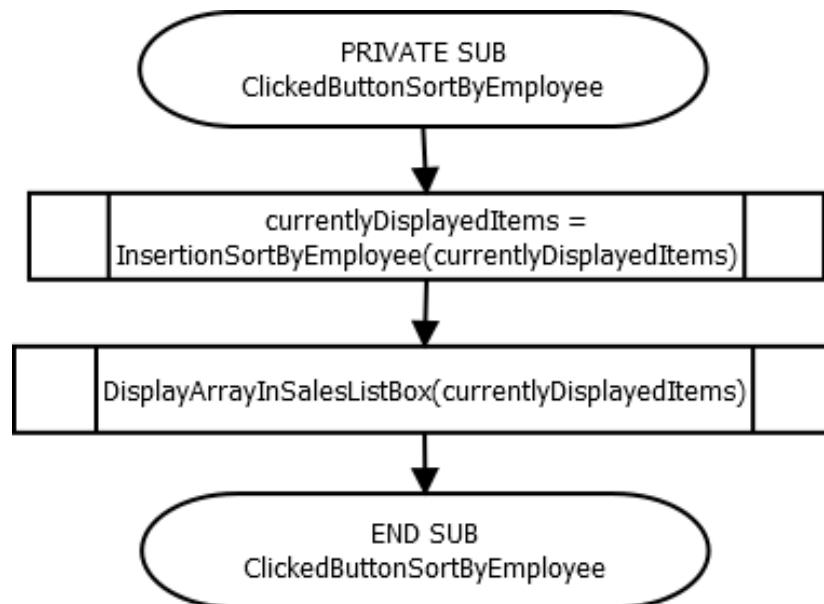 PRIVATE SUB
ClickedButtonSortByEmployee
currentlyDisplayedItems =
InsertionSortByEmployee(currentlyDisplayedItems)
DisplayArrayInSalesListBox(currentlyDisplayedItems)
END SUB
ClickedButtonSortByEmployee